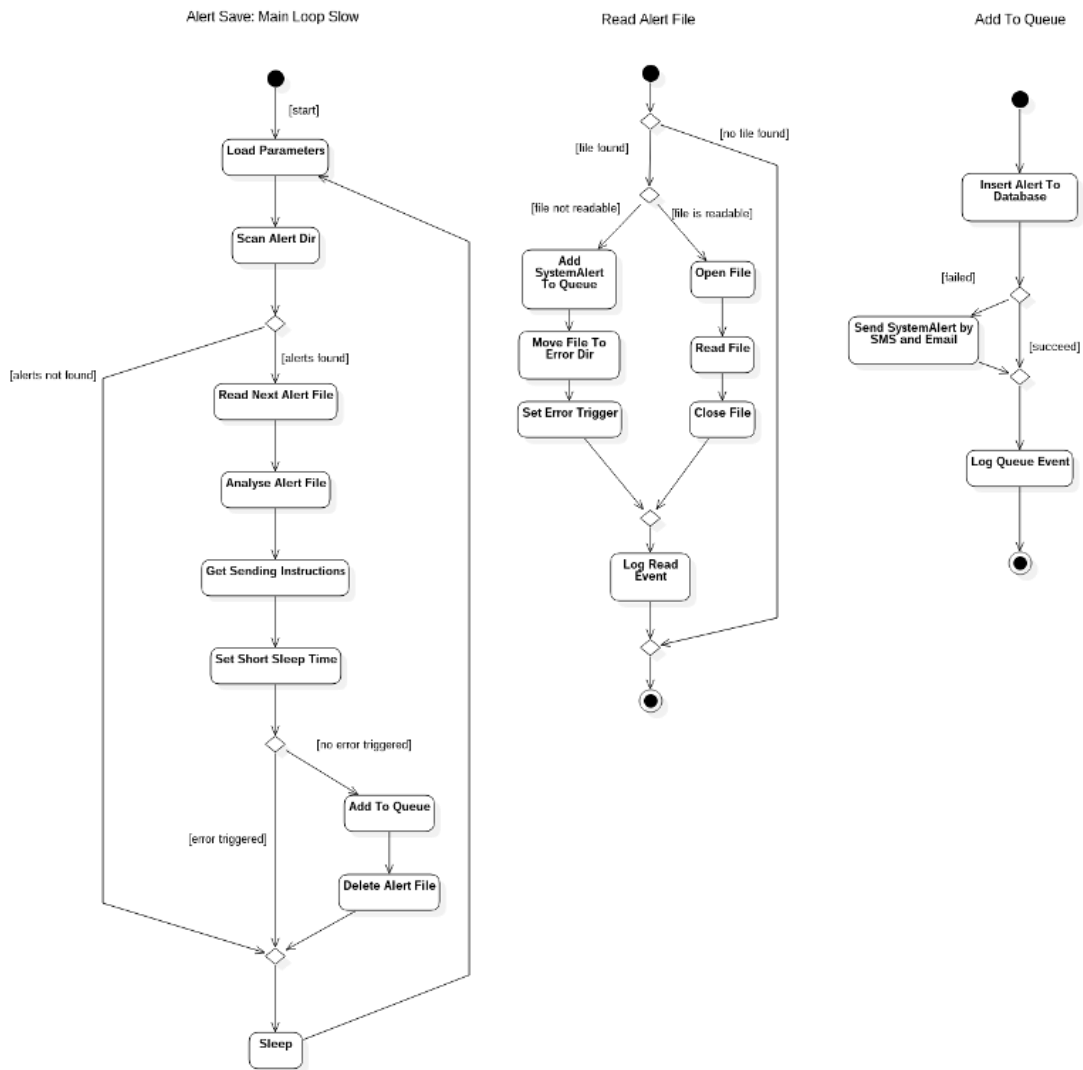 Alert Save: Main Loop Slow
[start]
Load Parameters
Scan Alert Dir
[alerts not found]
[alerts found]
Read Next Alert File
Analyse Alert File
Get Sending Instructions
Set Short Sleep Time
[no error triggered]
Add To Queue
[error triggered]
Delete Alert File
Sleep
Read Alert File
[no file found]
[file found]
[file not readable]
[file is readable]
Add
SystemAlert
To Queue
Open File
Move File To
Error Dir
Read File
Set Error Trigger
Close File
Log Read
Event
Add To Queue
Insert Alert To
Database
[failed]
Send SystemAlert by
SMS and Email
[succeed]
Log Queue Event